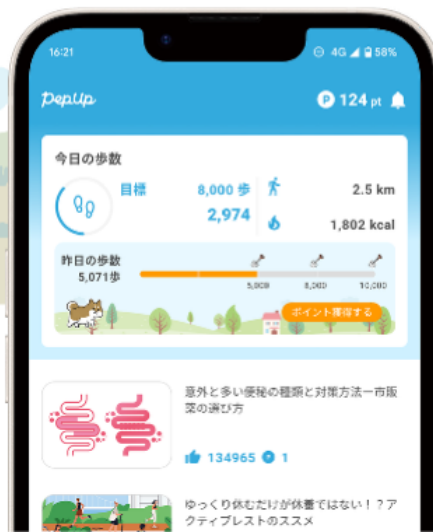 16:21
4G 58%
PepUp
P 124 pt
今日の歩数
目標 8,000 歩
2,974
2.5 km
1,802 kcal
昨日の歩数
5,071歩
5,000 8,000 10,000
ポイント獲得する
意外と多い便秘の種類と対策方法ー市販
薬の選び方
134965 1
ゆっくり休むだけが休養ではない！？ア
クティブレストのススメ